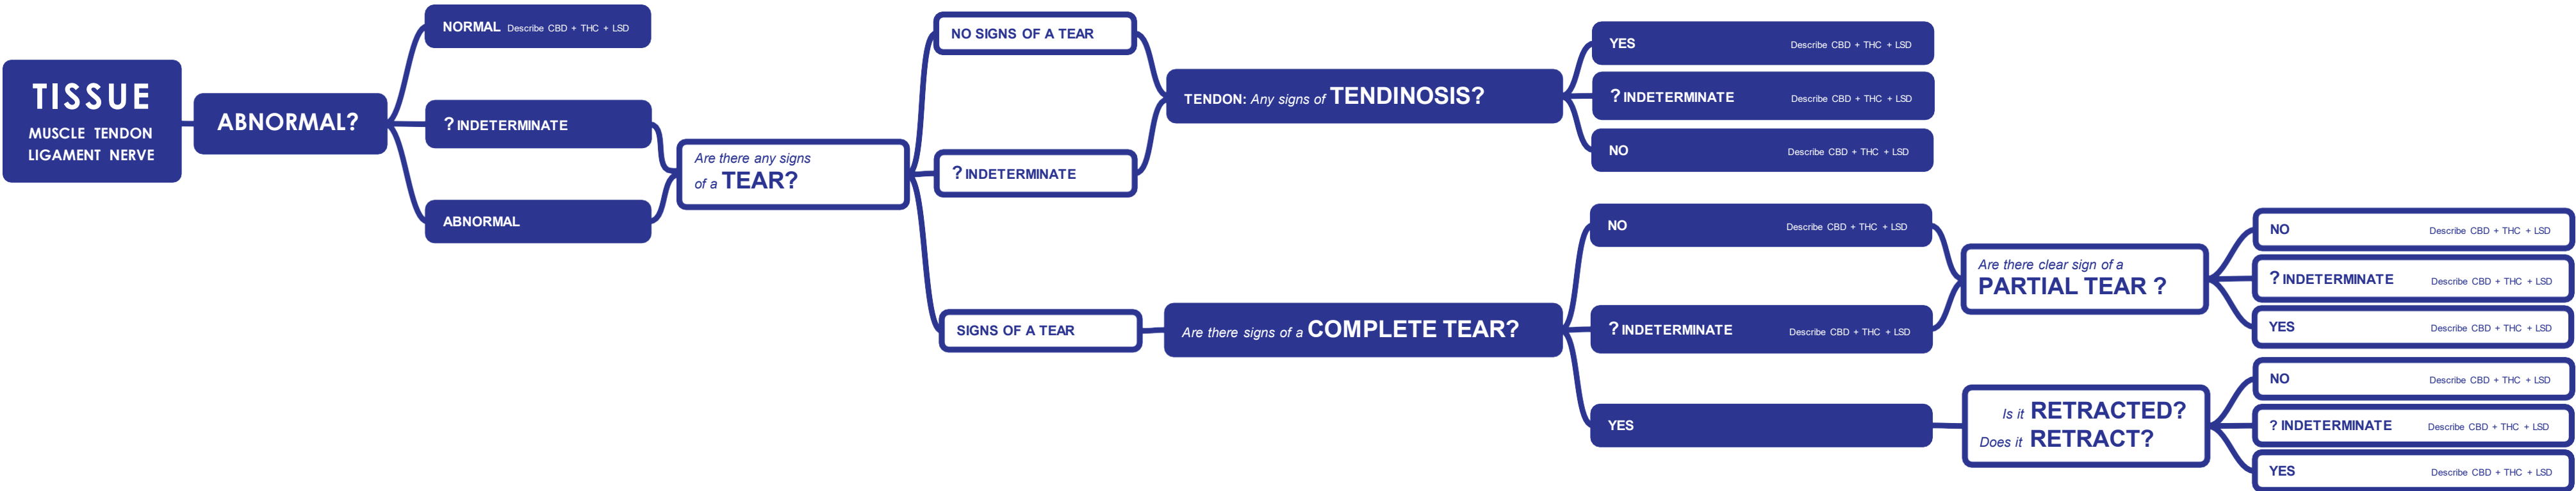 TISSUE
MUSCLE TENDON
LIGAMENT NERVE
ABNORMAL?
NORMAL Describe CBD + THC + LSD
? INDETERMINATE
ABNORMAL
Are there any signs
of a TEAR?
NO SIGNS OF A TEAR
? INDETERMINATE
SIGNS OF A TEAR
TENDON: Any signs of TENDINOSIS?
YES Describe CBD + THC + LSD
? INDETERMINATE Describe CBD + THC + LSD
NO Describe CBD + THC + LSD
Are there signs of a COMPLETE TEAR?
NO Describe CBD + THC + LSD
? INDETERMINATE Describe CBD + THC + LSD
YES
Are there clear sign of a
PARTIAL TEAR ?
NO Describe CBD + THC + LSD
? INDETERMINATE Describe CBD + THC + LSD
YES Describe CBD + THC + LSD
Is it RETRACTED?
Does it RETRACT?
NO Describe CBD + THC + LSD
? INDETERMINATE Describe CBD + THC + LSD
YES Describe CBD + THC + LSD